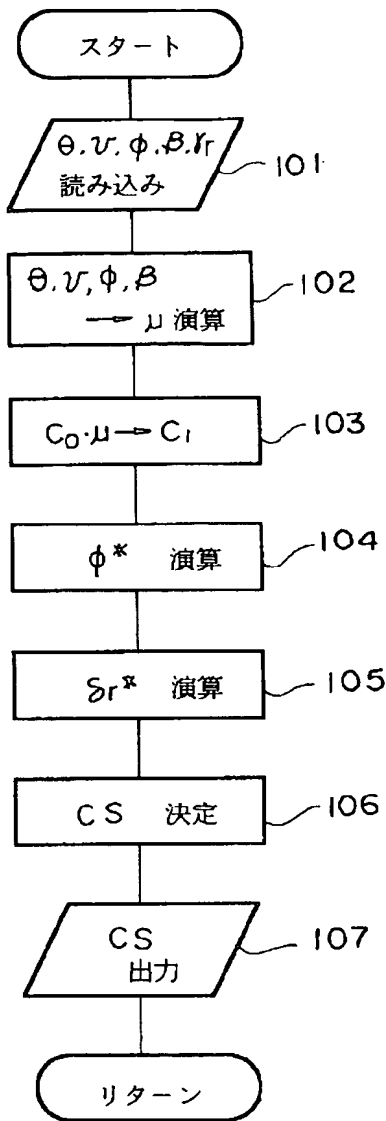 スタート
θ.V.φ.β.γr
読み込み
101
θ.V,φ,β
→μ 演算
102
C₀・μ→C₁
103
φ* 演算
104
δr* 演算
105
CS 決定
106
CS
出力
107
リターン